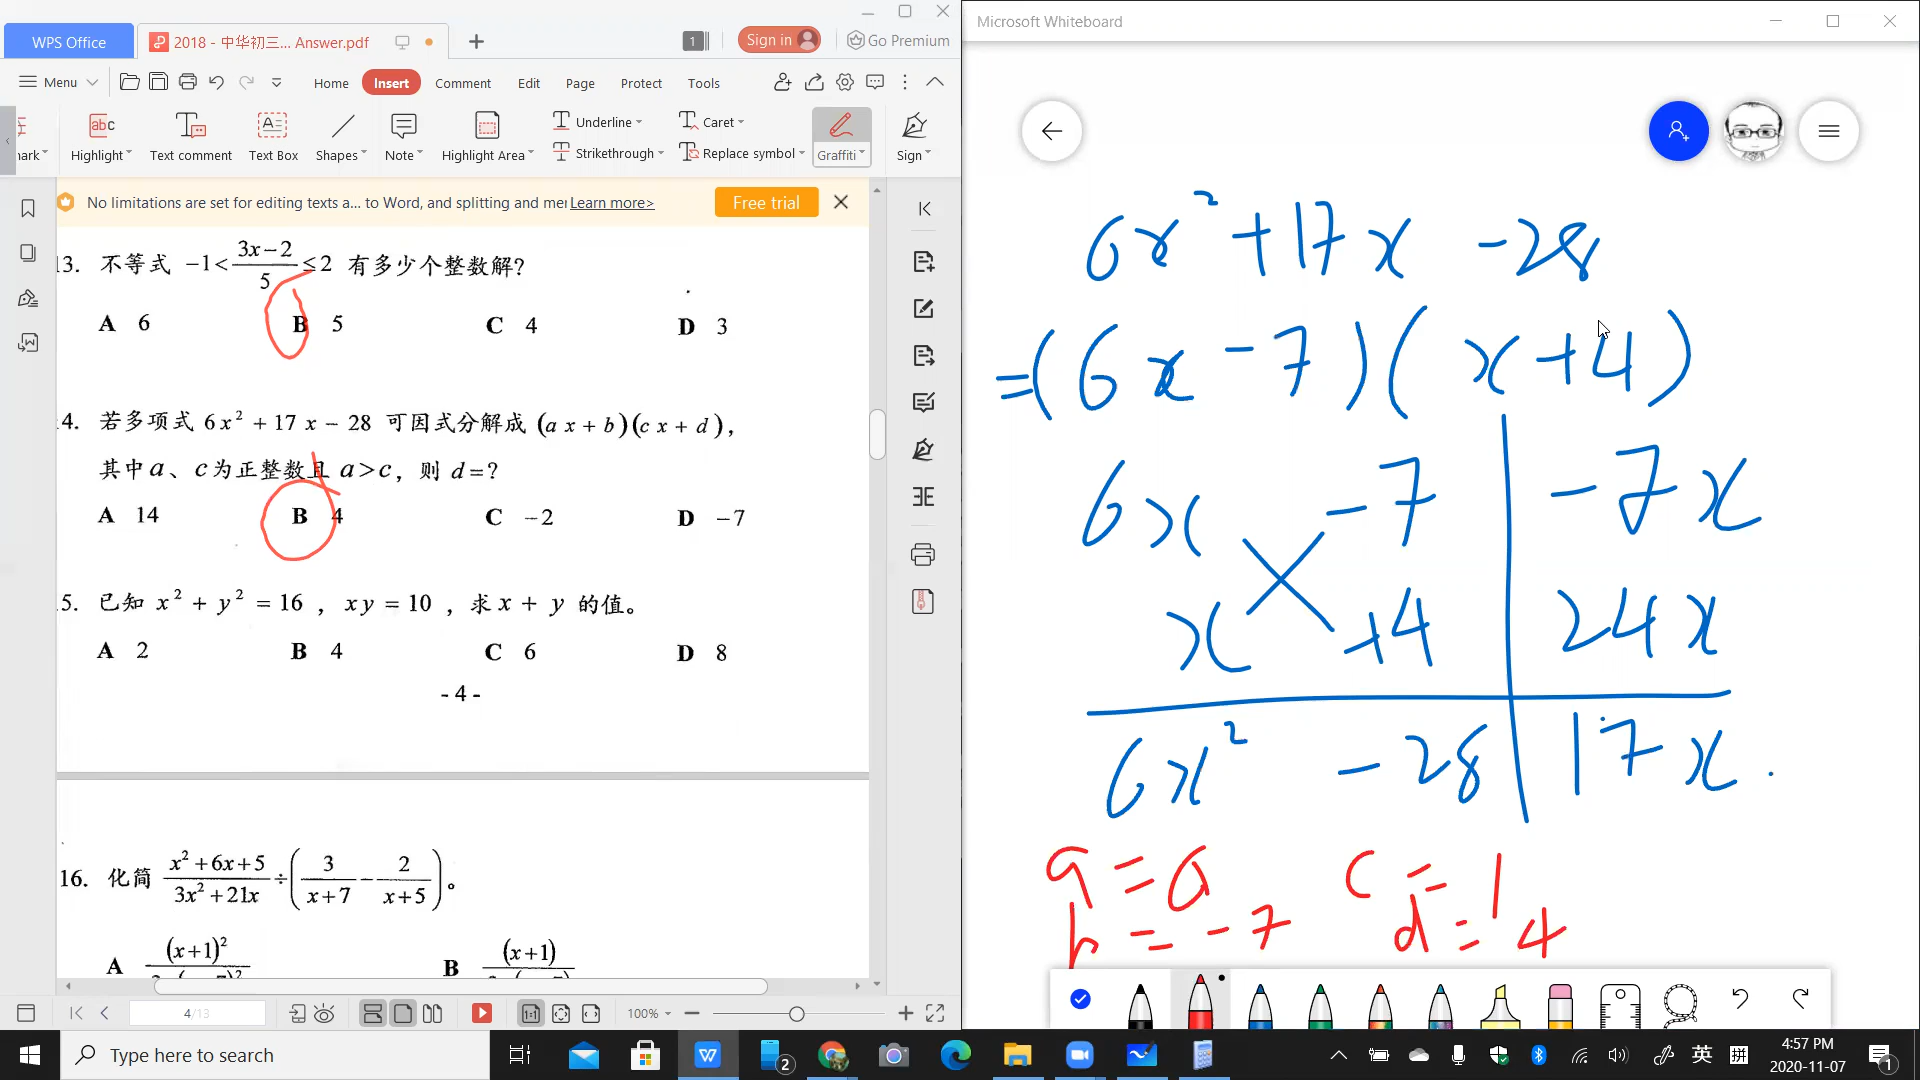 WPS Office
2018 - 中华初三... Answer.pdf
1
Sign in
Go Premium
Menu
Home
Insert
Comment
Edit
Page
Protect
Tools
Highlight
Text comment
Text Box
Shapes
Note
Highlight Area
Underline
Strikethrough
Caret
Replace symbol
Graffiti
Sign
No limitations are set for editing texts a... to Word, and splitting and mer Learn more>
Free trial
13. 不等式 -1<(3x-2)/5≤2 有多少个整数解?
A 6 B 5 C 4 D 3
14. 若多项式 6x² + 17 x - 28 可因式分解成 (a x + b)(c x + d),
其中 a、c 为正整数且 a>c, 则 d=?
A 14 B 4 C -2 D -7
15. 已知 x² + y² = 16 , xy = 10 , 求 x + y 的值。
A 2 B 4 C 6 D 8
- 4 -
16. 化简 (x²+6x+5)/(3x²+21x) ÷ (3/(x+7) - 2/(x+5))。
A (x+1)²
B (x+1)
4/13
100%
Microsoft Whiteboard
6x² +17x -28
=(6x -7)(x+4)
6x -7 -7x
x +4 24x
6x² -28 17x.
a = 6 c = 1
b = -7 d = 4
Type here to search
2
英
拼
4:57 PM
2020-11-07
1